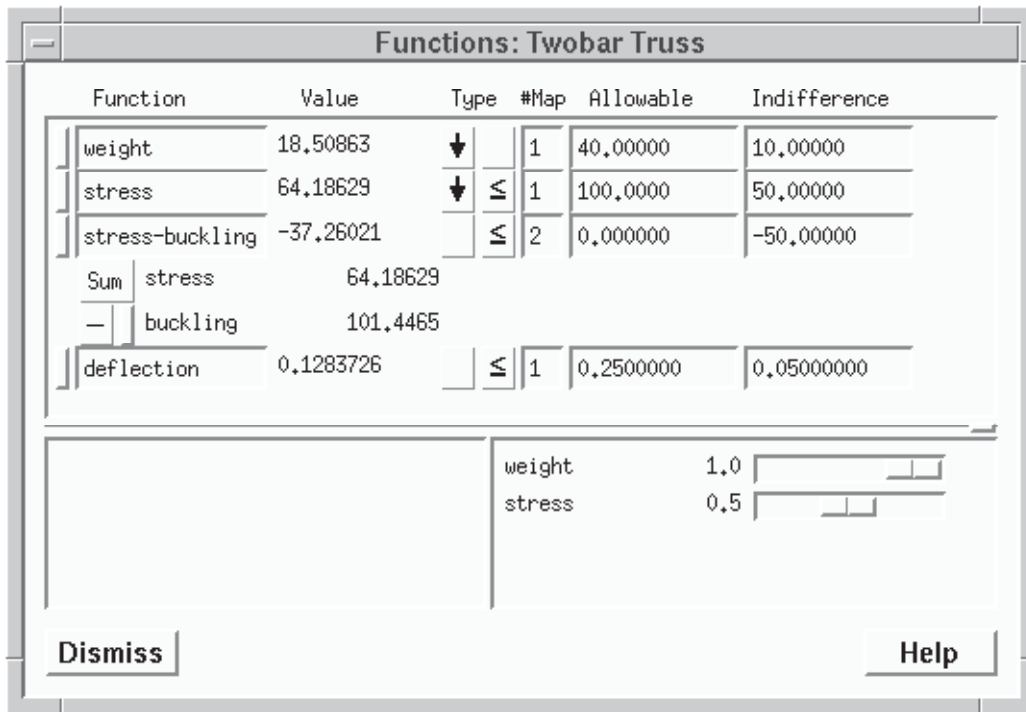 Functions: Twobar Truss
Function Value Type #Map Allowable Indifference
weight 18.50863 1 40.00000 10.00000
stress 64.18629 ≤ 1 100.0000 50.00000
stress-buckling -37.26021 ≤ 2 0.000000 -50.00000
Sum stress 64.18629
— buckling 101.4465
deflection 0.1283726 ≤ 1 0.2500000 0.05000000
weight 1.0
stress 0.5
Dismiss Help